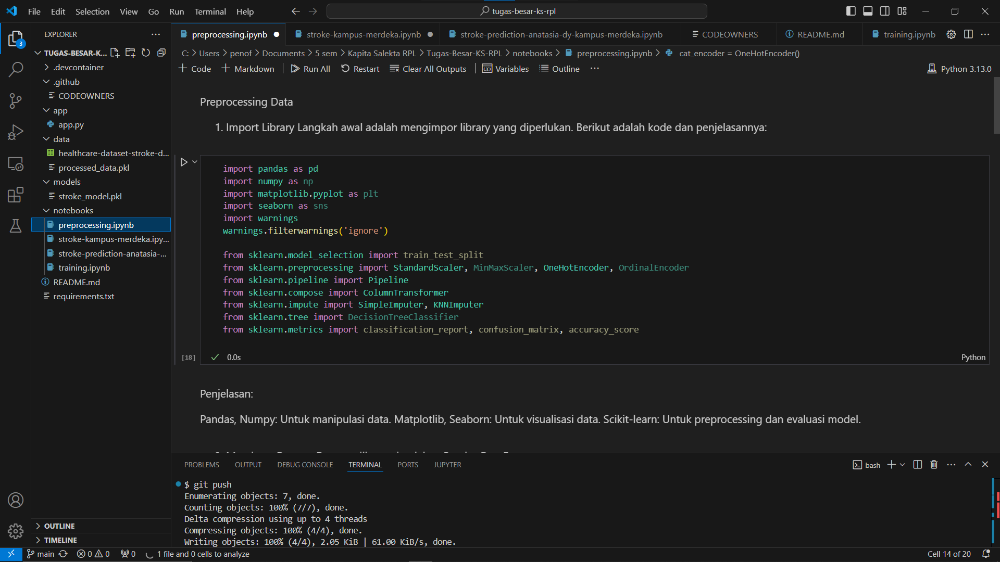 File Edit Selection View Go Run Terminal Help
tugas-besar-ks-rpl
3
EXPLORER
TUGAS-BESAR-K...
.devcontainer
.github
CODEOWNERS
app
app.py
data
healthcare-dataset-stroke-d...
processed_data.pkl
models
stroke_model.pkl
notebooks
preprocessing.ipynb
stroke-kampus-merdeka.ipy...
stroke-prediction-anatasia-...
training.ipynb
README.md
requirements.txt
OUTLINE
TIMELINE
preprocessing.ipynb stroke-kampus-merdeka.ipynb stroke-prediction-anatasia-dy-kampus-merdeka.ipynb CODEOWNERS README.md training.ipynb
C: > Users > penof > Documents > 5 sem > Kapita Salekta RPL > Tugas-Besar-KS-RPL > notebooks > preprocessing.ipynb > cat_encoder = OneHotEncoder()
+ Code + Markdown Run All Restart Clear All Outputs Variables Outline ... Python 3.13.0
Preprocessing Data
1. Import Library Langkah awal adalah mengimpor library yang diperlukan. Berikut adalah kode dan penjelasannya:
import pandas as pd
import numpy as np
import matplotlib.pyplot as plt
import seaborn as sns
import warnings
warnings.filterwarnings('ignore')
from sklearn.model_selection import train_test_split
from sklearn.preprocessing import StandardScaler, MinMaxScaler, OneHotEncoder, OrdinalEncoder
from sklearn.pipeline import Pipeline
from sklearn.compose import ColumnTransformer
from sklearn.impute import SimpleImputer, KNNImputer
from sklearn.tree import DecisionTreeClassifier
from sklearn.metrics import classification_report, confusion_matrix, accuracy_score
[18] 0.0s Python
Penjelasan:
Pandas, Numpy: Untuk manipulasi data. Matplotlib, Seaborn: Untuk visualisasi data. Scikit-learn: Untuk preprocessing dan evaluasi model.
PROBLEMS OUTPUT DEBUG CONSOLE TERMINAL PORTS JUPYTER bash
$ git push
Enumerating objects: 7, done.
Counting objects: 100% (7/7), done.
Delta compression using up to 4 threads
Compressing objects: 100% (4/4), done.
Writing objects: 100% (4/4), 2.05 KiB | 61.00 KiB/s, done.
main 0 0 0 1 file and 0 cells to analyze Cell 14 of 20